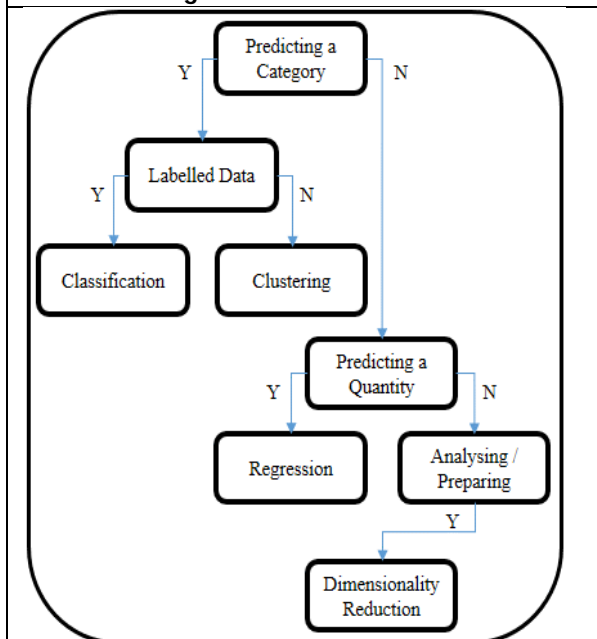 Predicting a
Category
Y
N
Labelled Data
Y
N
Classification
Clustering
Predicting a
Quantity
Y
N
Regression
Analysing /
Preparing
Y
Dimensionality
Reduction